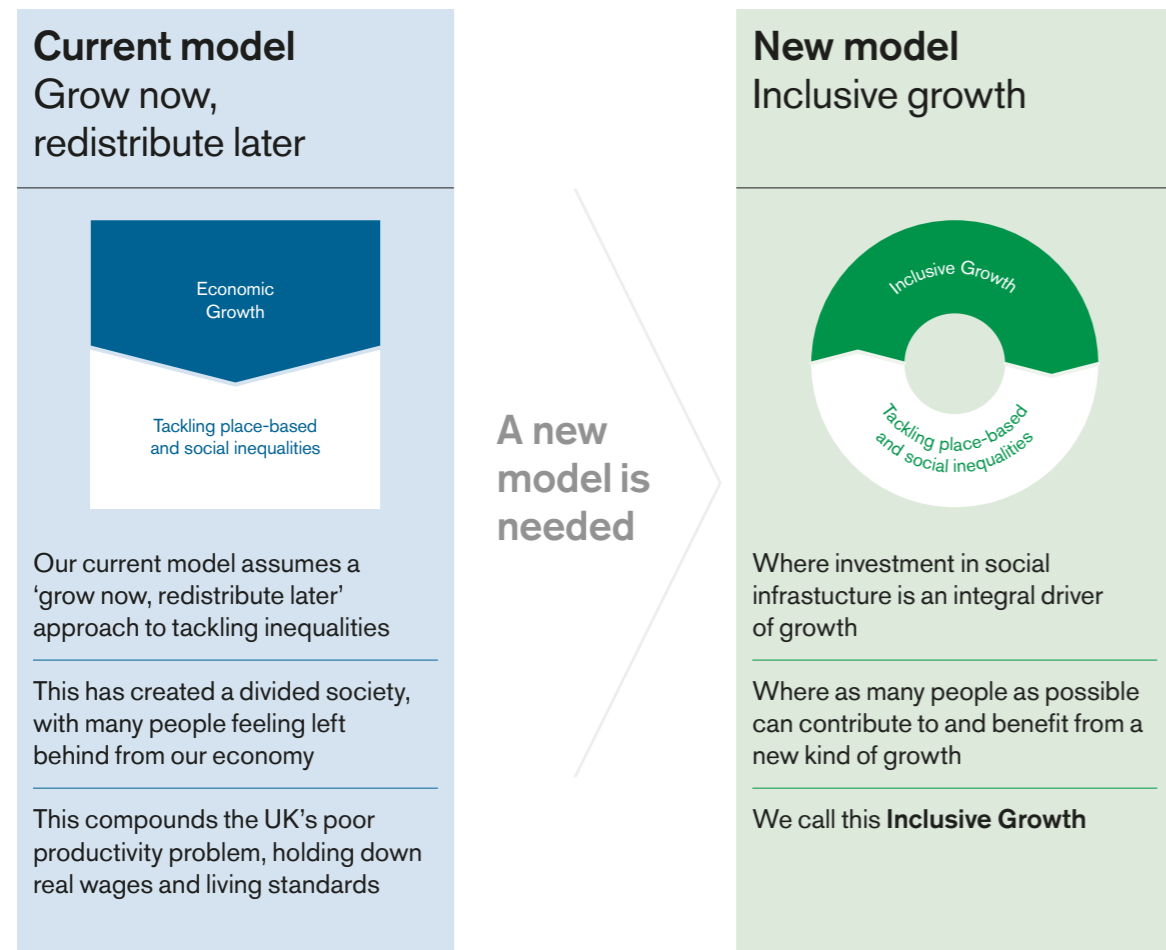 Current model
Grow now,
redistribute later
Economic
Growth
Tackling place-based
and social inequalities
Our current model assumes a
‘grow now, redistribute later’
approach to tackling inequalities
This has created a divided society,
with many people feeling left
behind from our economy
This compounds the UK’s poor
productivity problem, holding down
real wages and living standards
A new
model is
needed
New model
Inclusive growth
Inclusive Growth
Tackling place-based
and social inequalities
Where investment in social
infrastucture is an integral driver
of growth
Where as many people as possible
can contribute to and benefit from a
new kind of growth
We call this Inclusive Growth